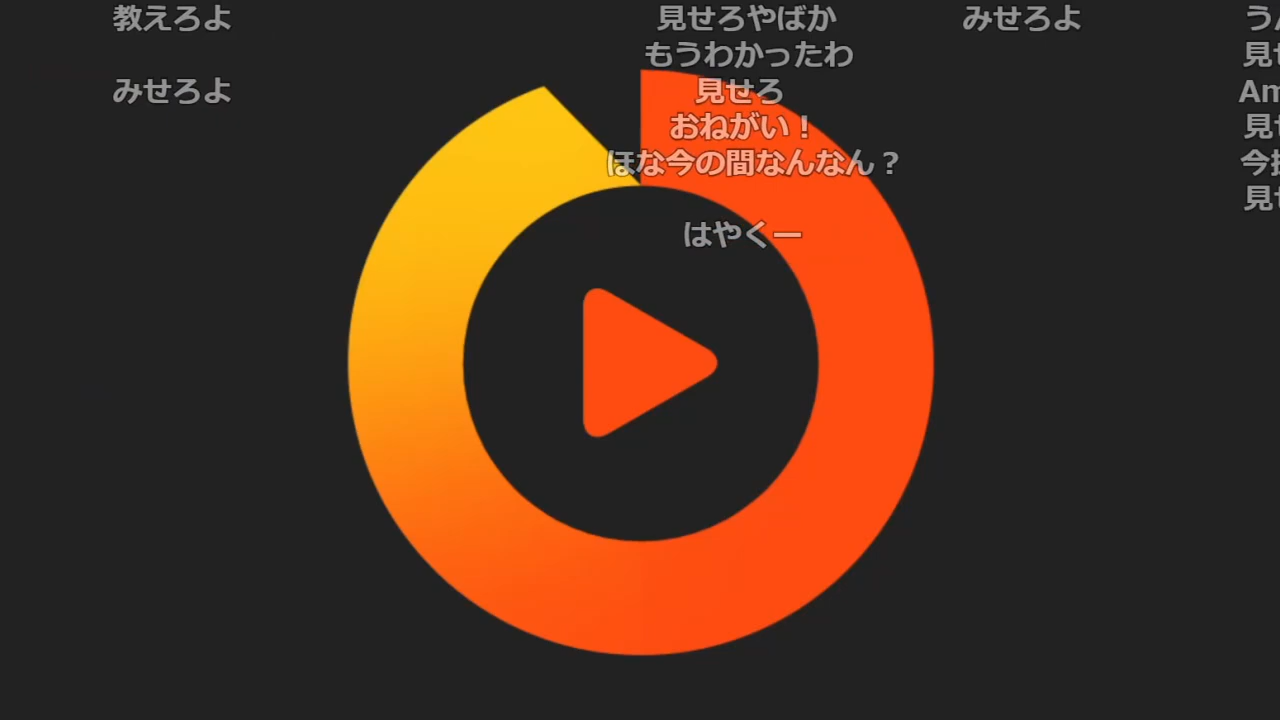 教えろよ
見せろやばか
みせろよ
もうわかったわ
みせろよ
見せろ
おねがい！
ほな今の間なんなん？
はやくー